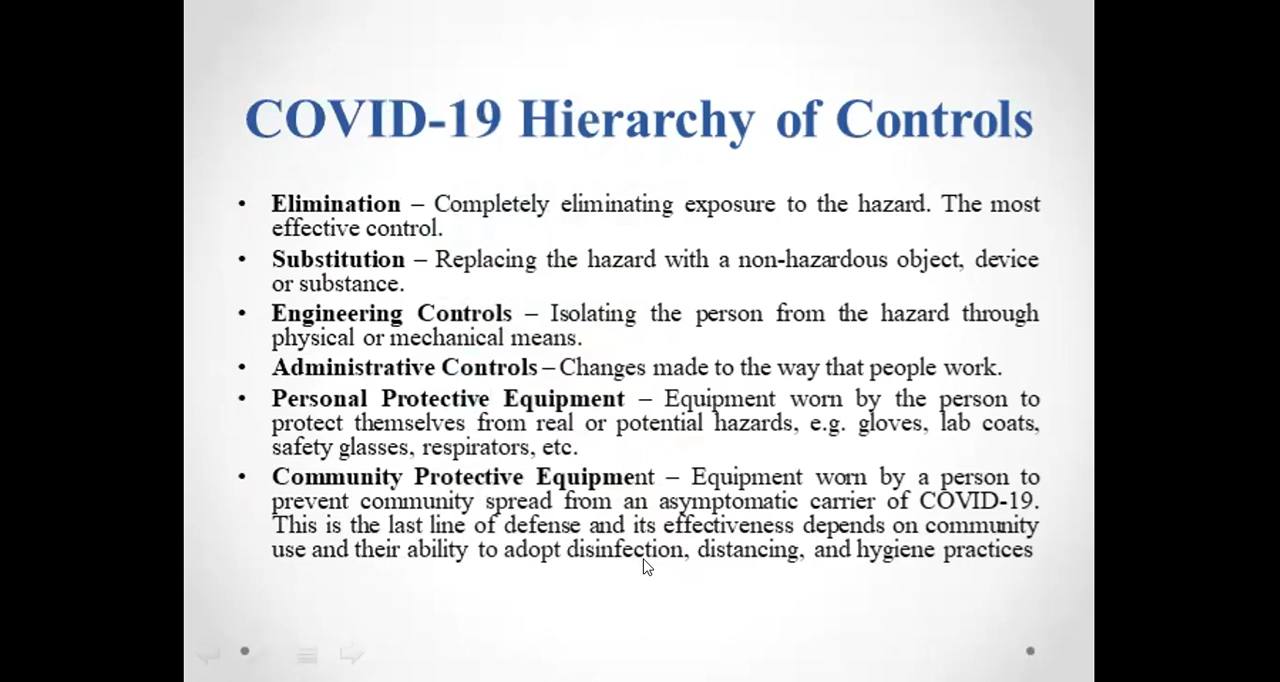 COVID-19 Hierarchy of Controls
• Elimination – Completely eliminating exposure to the hazard. The most
effective control.
• Substitution – Replacing the hazard with a non-hazardous object, device
or substance.
• Engineering Controls – Isolating the person from the hazard through
physical or mechanical means.
• Administrative Controls – Changes made to the way that people work.
• Personal Protective Equipment – Equipment worn by the person to
protect themselves from real or potential hazards, e.g. gloves, lab coats,
safety glasses, respirators, etc.
• Community Protective Equipment – Equipment worn by a person to
prevent community spread from an asymptomatic carrier of COVID-19.
This is the last line of defense and its effectiveness depends on community
use and their ability to adopt disinfection, distancing, and hygiene practices